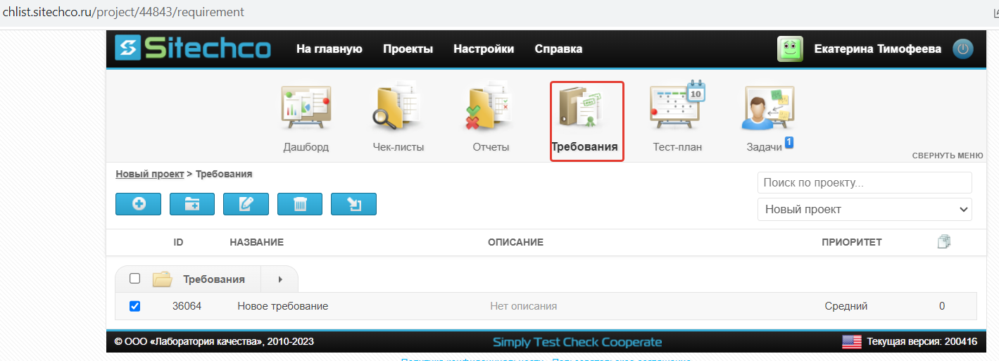 chlist.sitechco.ru/project/44843/requirement
Sitechco На главную Проекты Настройки Справка Екатерина Тимофеева
10
Дашборд Чек-листы Отчеты Требования Тест-план Задачи 1
СВЕРНУТЬ МЕНЮ
Новый проект > Требования
Поиск по проекту...
Новый проект
ID НАЗВАНИЕ ОПИСАНИЕ ПРИОРИТЕТ
Требования
36064 Новое требование Нет описания Средний 0
© ООО «Лаборатория качества», 2010-2023 Simply Test Check Cooperate Текущая версия: 200416